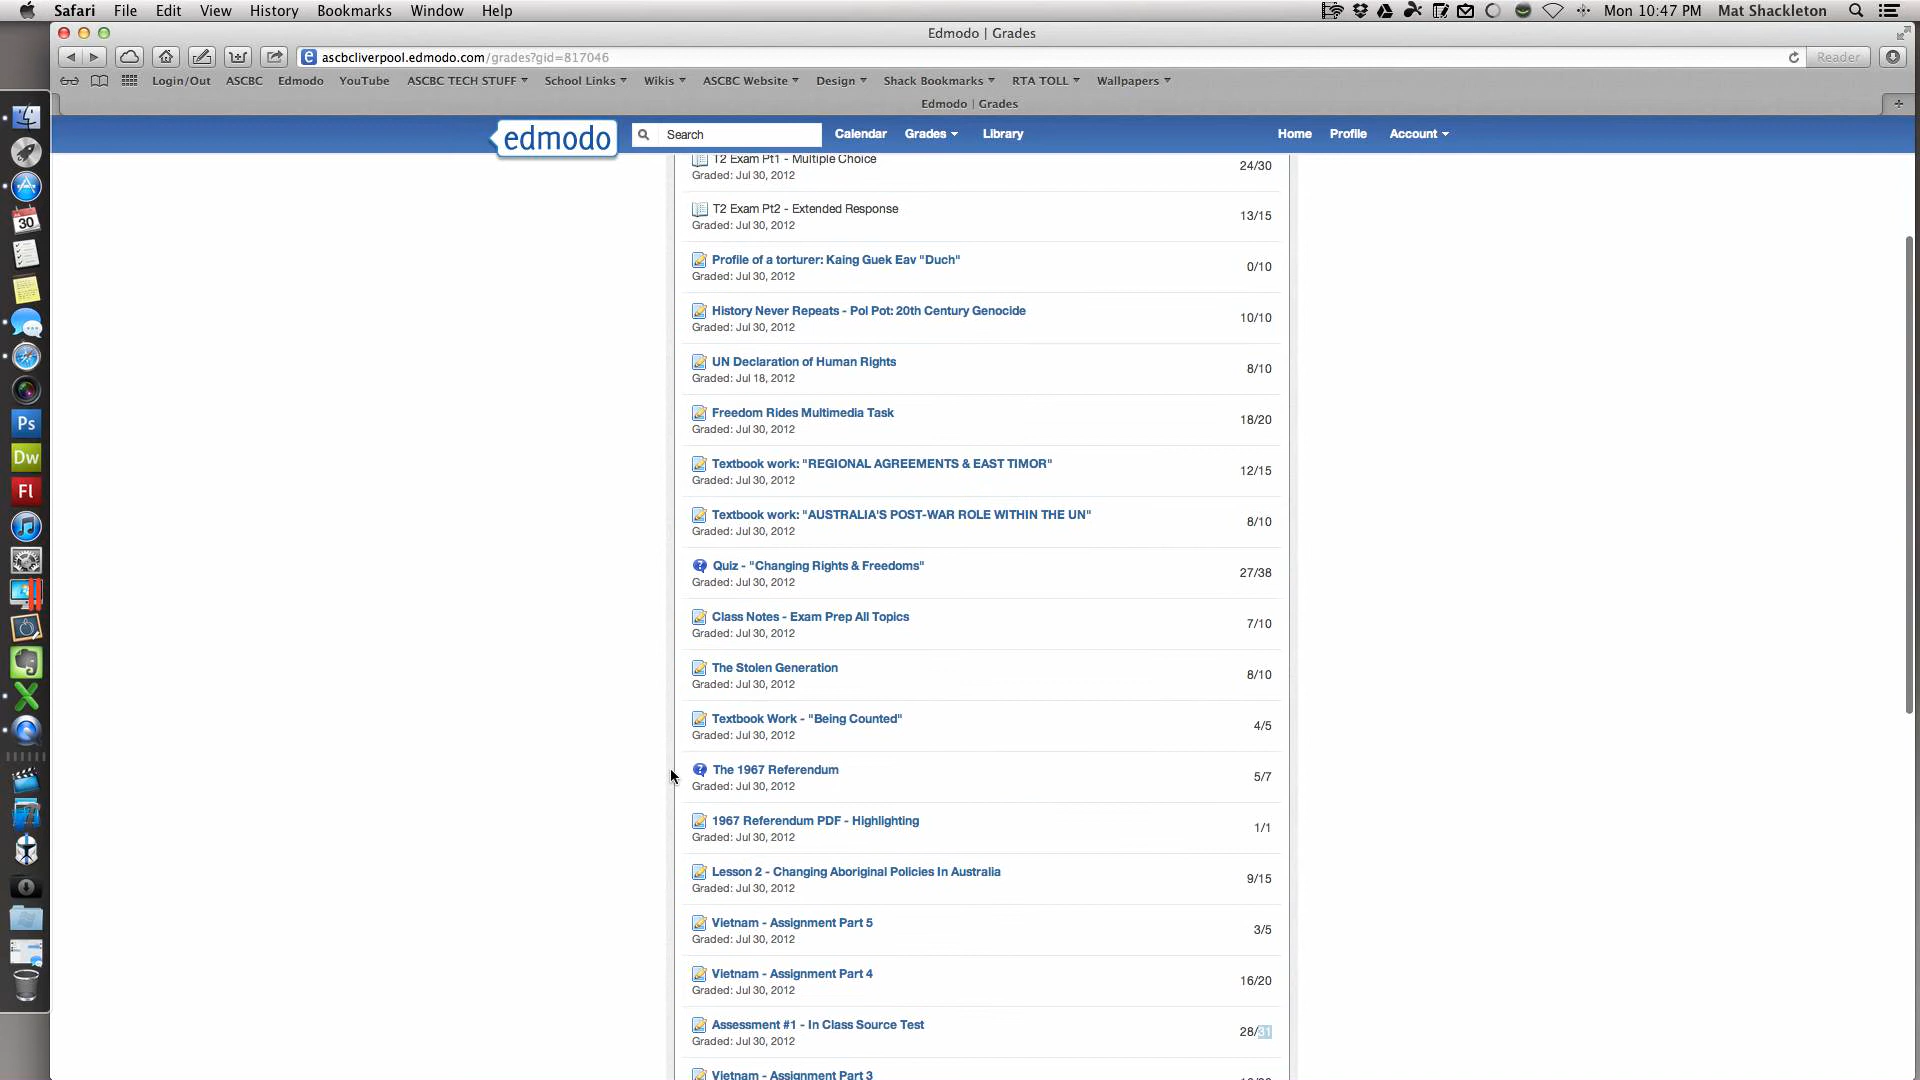 Safari File Edit View History Bookmarks Window Help Mon 10:47 PM Mat Shackleton
Edmodo | Grades
ascbcliverpool.edmodo.com/grades?gid=817046 Reader
Login/Out ASCBC Edmodo YouTube ASCBC TECH STUFF School Links Wikis ASCBC Website Design Shack Bookmarks RTA TOLL Wallpapers
Edmodo | Grades
edmodo Search Calendar Grades Library Home Profile Account
T2 Exam Pt1 - Multiple Choice
Graded: Jul 30, 2012
24/30
T2 Exam Pt2 - Extended Response
Graded: Jul 30, 2012
13/15
Profile of a torturer: Kaing Guek Eav "Duch"
Graded: Jul 30, 2012
0/10
History Never Repeats - Pol Pot: 20th Century Genocide
Graded: Jul 30, 2012
10/10
UN Declaration of Human Rights
Graded: Jul 18, 2012
8/10
Freedom Rides Multimedia Task
Graded: Jul 30, 2012
18/20
Textbook work: "REGIONAL AGREEMENTS & EAST TIMOR"
Graded: Jul 30, 2012
12/15
Textbook work: "AUSTRALIA'S POST-WAR ROLE WITHIN THE UN"
Graded: Jul 30, 2012
8/10
Quiz - "Changing Rights & Freedoms"
Graded: Jul 30, 2012
27/38
Class Notes - Exam Prep All Topics
Graded: Jul 30, 2012
7/10
The Stolen Generation
Graded: Jul 30, 2012
8/10
Textbook Work - "Being Counted"
Graded: Jul 30, 2012
4/5
The 1967 Referendum
Graded: Jul 30, 2012
5/7
1967 Referendum PDF - Highlighting
Graded: Jul 30, 2012
1/1
Lesson 2 - Changing Aboriginal Policies In Australia
Graded: Jul 30, 2012
9/15
Vietnam - Assignment Part 5
Graded: Jul 30, 2012
3/5
Vietnam - Assignment Part 4
Graded: Jul 30, 2012
16/20
Assessment #1 - In Class Source Test
Graded: Jul 30, 2012
28/31
Vietnam - Assignment Part 3
30
Ps
Dw
Fl